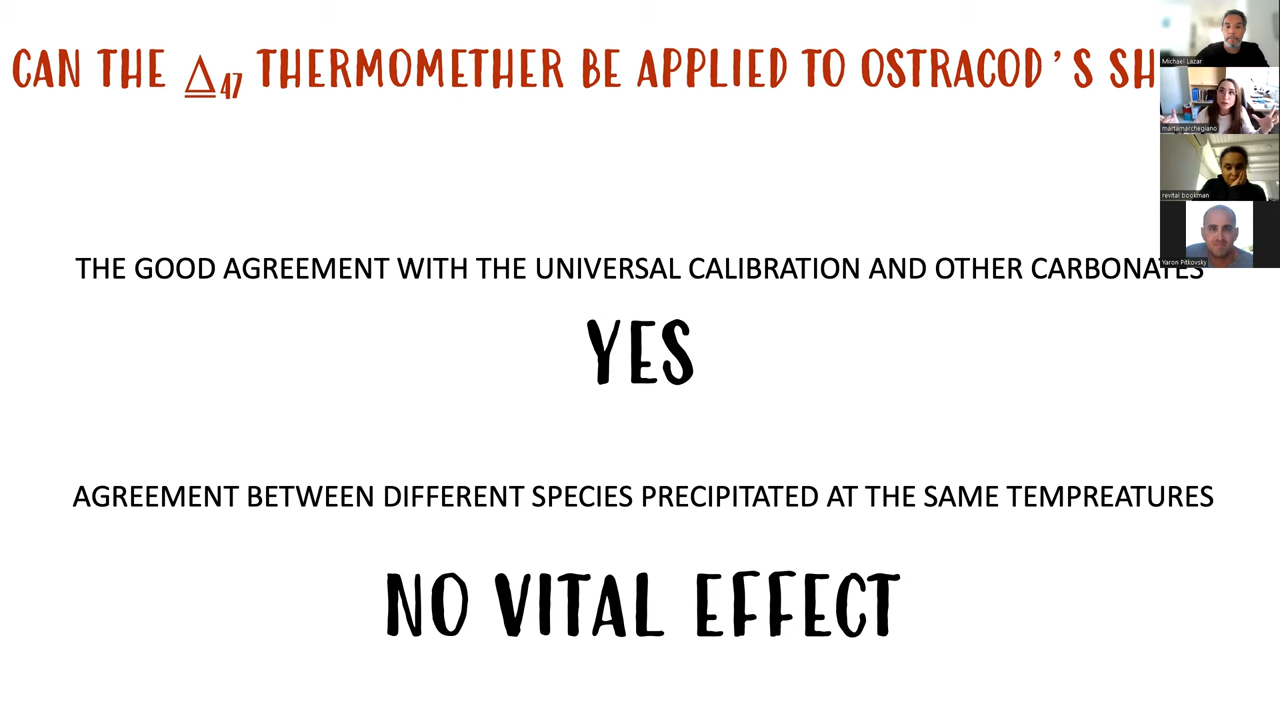 CAN THE Δ47 THERMOMETHER BE APPLIED TO OSTRACOD'S SH
Michael Lazar
martamarchegiano
revital bookman
Yaron Pitkovsky
THE GOOD AGREEMENT WITH THE UNIVERSAL CALIBRATION AND OTHER CARBONATES
YES
AGREEMENT BETWEEN DIFFERENT SPECIES PRECIPITATED AT THE SAME TEMPREATURES
NO VITAL EFFECT